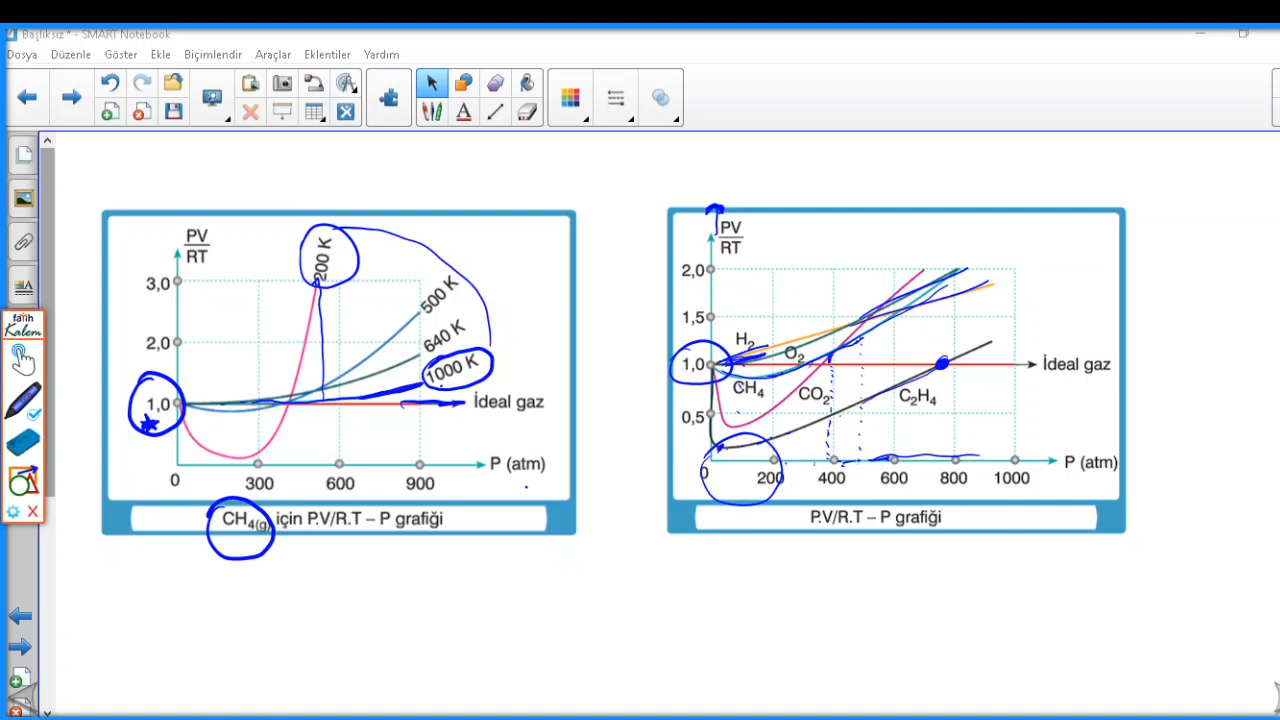 Başlıksız * - SMART Notebook
Dosya Düzenle Göster Ekle Biçimlendir Araçlar Eklentiler Yardım
fatih
Kalem
PV
RT
3,0
2,0
1,0
0
300
600
900
P (atm)
200 K
500 K
640 K
1000 K
İdeal gaz
CH4(g) için P.V/R.T – P grafiği
PV
RT
2,0
1,5
1,0
0,5
0
200
400
600
800
1000
P (atm)
H2
O2
CH4
CO2
C2H4
İdeal gaz
P.V/R.T – P grafiği